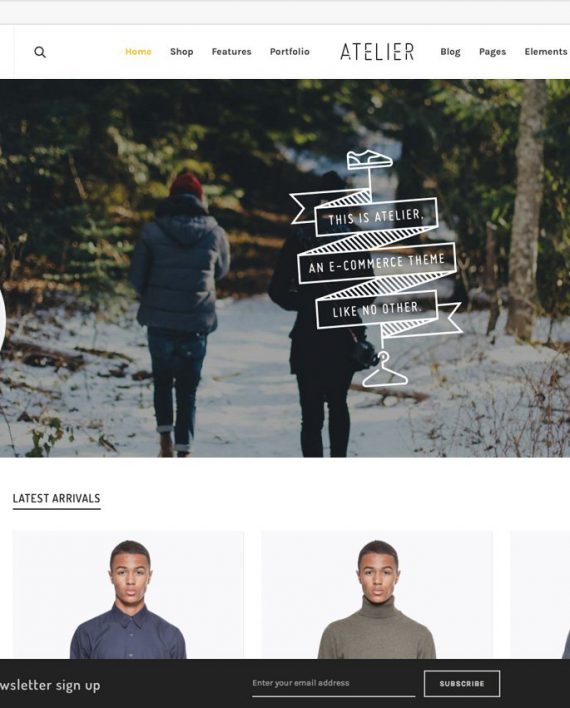 Home Shop Features Portfolio ATELIER Blog Pages Elements
THIS IS ATELIER,
AN E-COMMERCE THEME
LIKE NO OTHER.
LATEST ARRIVALS
wsletter sign up
Enter your email address
SUBSCRIBE